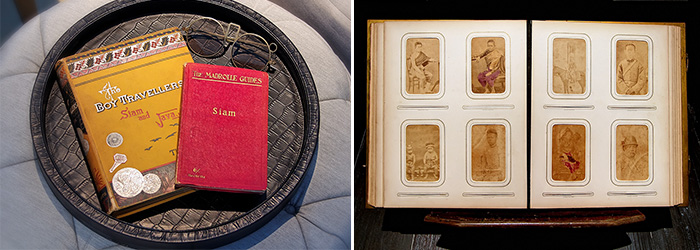 The
BOY TRAVELLERS
Siam
and Java
THE MADROLLE GUIDES
Siam